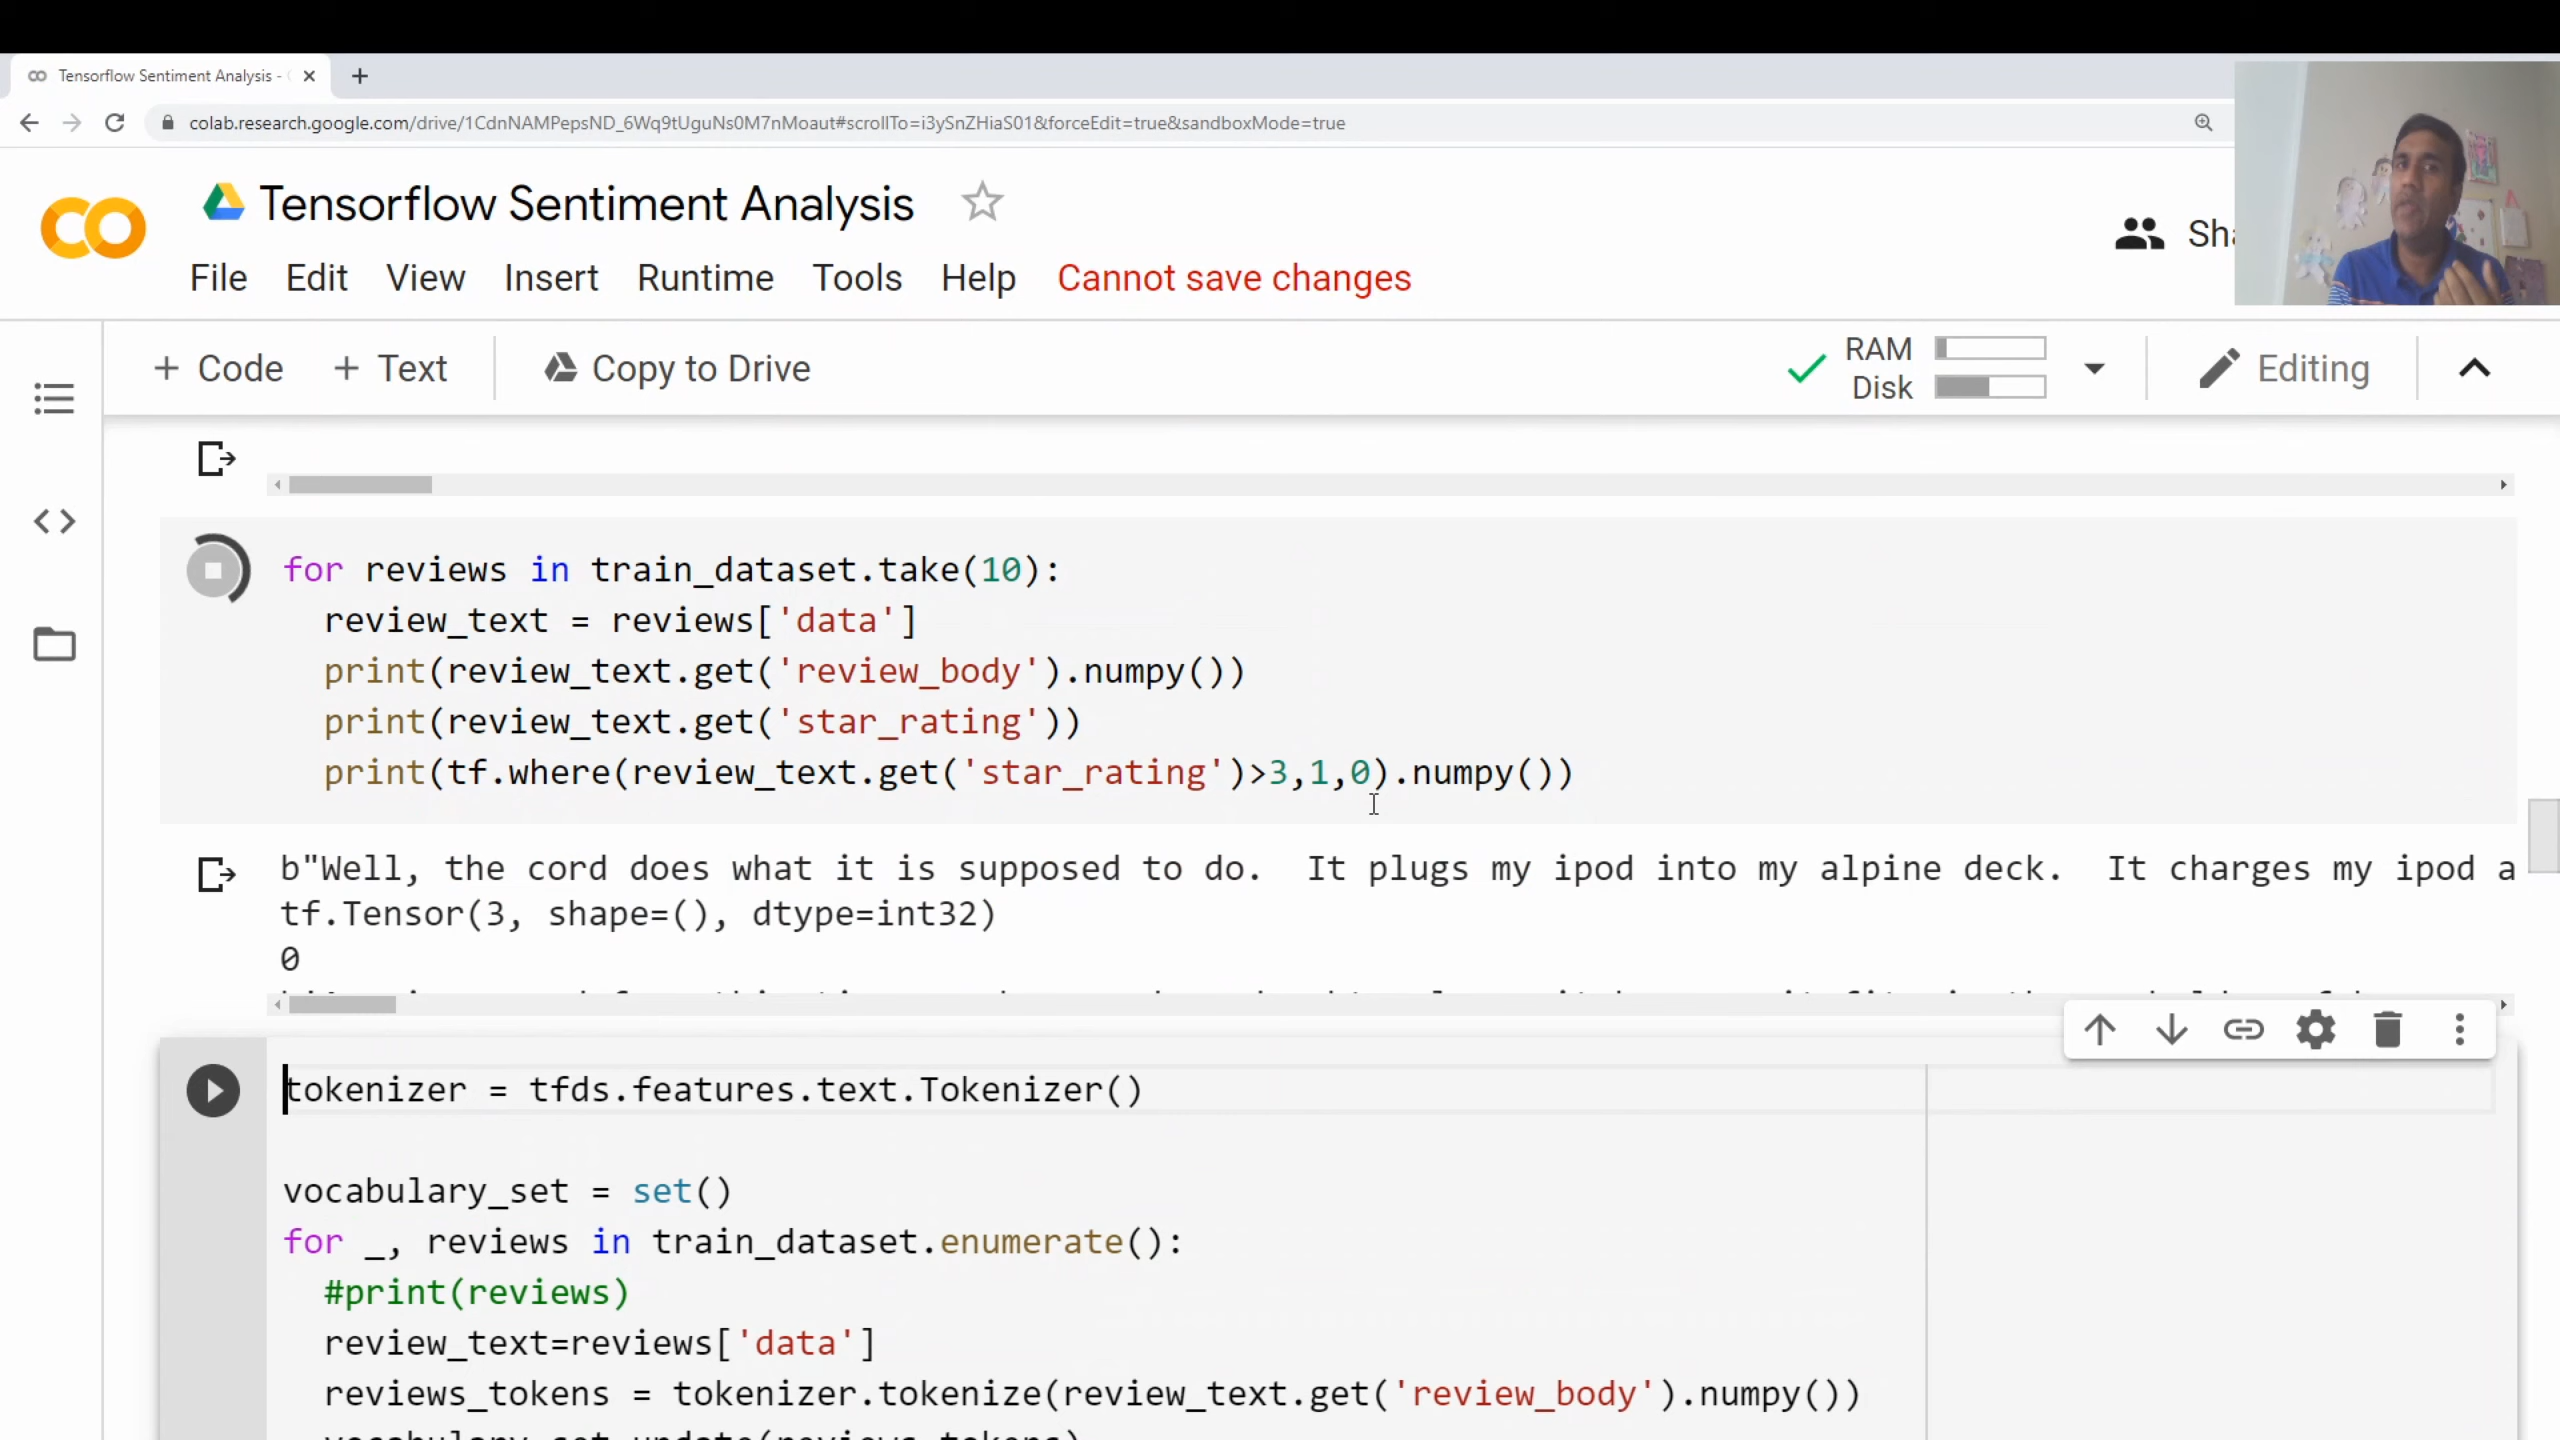 Tensorflow Sentiment Analysis -
colab.research.google.com/drive/1CdnNAMPepsND_6Wq9tUguNs0M7nMoaut#scrollTo=i3ySnZHiaS01&forceEdit=true&sandboxMode=true
Tensorflow Sentiment Analysis
Sha
File Edit View Insert Runtime Tools Help Cannot save changes
+ Code + Text Copy to Drive RAM Disk Editing
for reviews in train_dataset.take(10):
review_text = reviews['data']
print(review_text.get('review_body').numpy())
print(review_text.get('star_rating'))
print(tf.where(review_text.get('star_rating')>3,1,0).numpy())
b"Well, the cord does what it is supposed to do.  It plugs my ipod into my alpine deck.  It charges my ipod a
tf.Tensor(3, shape=(), dtype=int32)
0
tokenizer = tfds.features.text.Tokenizer()
vocabulary_set = set()
for _, reviews in train_dataset.enumerate():
#print(reviews)
review_text=reviews['data']
reviews_tokens = tokenizer.tokenize(review_text.get('review_body').numpy())